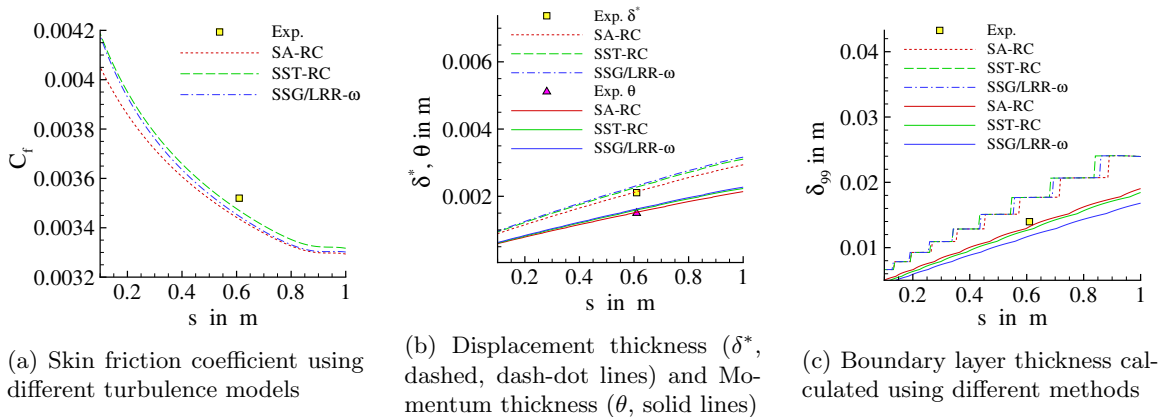 0.0042
0.004
0.0038
0.0036
0.0034
0.0032
C_f
0.2 0.4 0.6 0.8 1
s in m
Exp.
SA-RC
SST-RC
SSG/LRR-ω
(a) Skin friction coefficient using
different turbulence models
0.006
0.004
0.002
δ*, θ in m
0.2 0.4 0.6 0.8 1
s in m
Exp. δ*
SA-RC
SST-RC
SSG/LRR-ω
Exp. θ
SA-RC
SST-RC
SSG/LRR-ω
(b) Displacement thickness (δ*,
dashed, dash-dot lines) and Mo-
mentum thickness (θ, solid lines)
0.04
0.03
0.02
0.01
δ99 in m
0.2 0.4 0.6 0.8 1
s in m
Exp.
SA-RC
SST-RC
SSG/LRR-ω
SA-RC
SST-RC
SSG/LRR-ω
(c) Boundary layer thickness cal-
culated using different methods